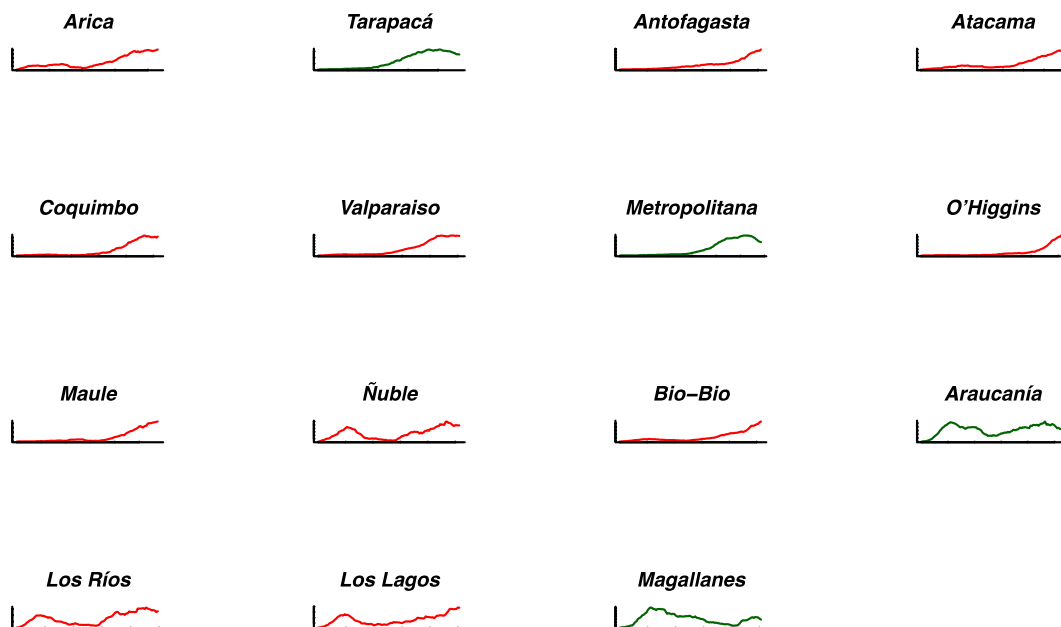 Arica
Tarapacá
Antofagasta
Atacama
Coquimbo
Valparaiso
Metropolitana
O’Higgins
Maule
Ñuble
Bio−Bio
Araucanía
Los Ríos
Los Lagos
Magallanes